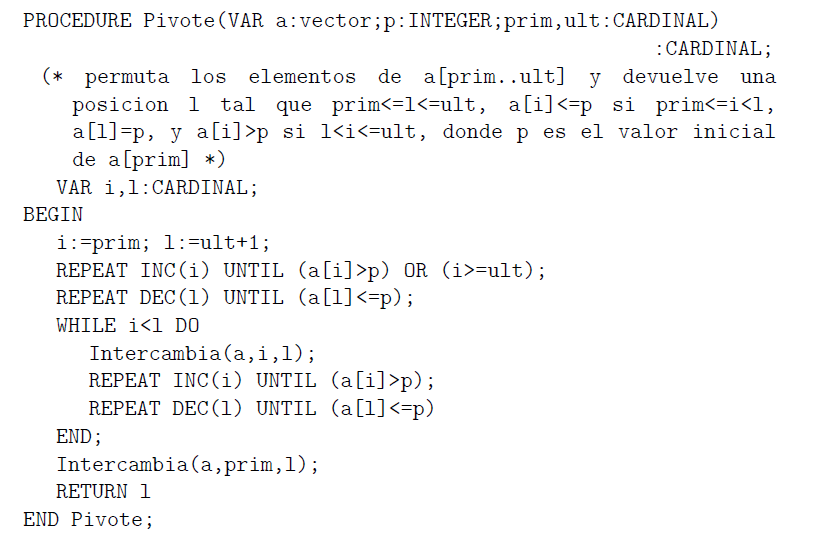 PROCEDURE Pivote(VAR a:vector;p:INTEGER;prim,ult:CARDINAL)
:CARDINAL;
(* permuta los elementos de a[prim..ult] y devuelve una
posicion l tal que prim<=l<=ult, a[i]<=p si prim<=i<l,
a[l]=p, y a[i]>p si l<i<=ult, donde p es el valor inicial
de a[prim] *)
VAR i,l:CARDINAL;
BEGIN
i:=prim; l:=ult+1;
REPEAT INC(i) UNTIL (a[i]>p) OR (i>=ult);
REPEAT DEC(l) UNTIL (a[l]<=p);
WHILE i<l DO
Intercambia(a,i,l);
REPEAT INC(i) UNTIL (a[i]>p);
REPEAT DEC(l) UNTIL (a[l]<=p)
END;
Intercambia(a,prim,l);
RETURN l
END Pivote;